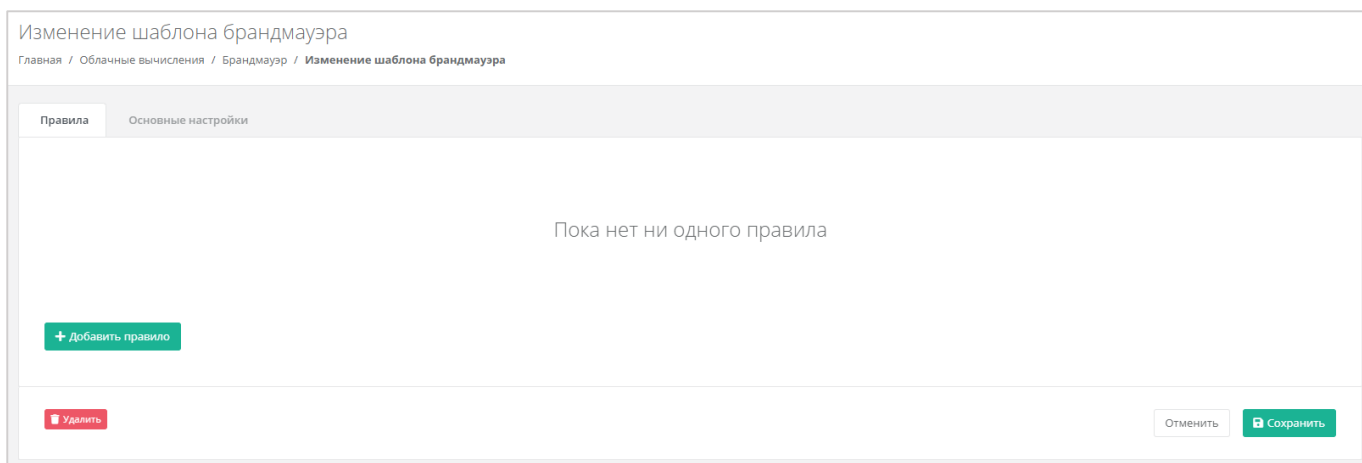 Изменение шаблона брандмауэра
Главная / Облачные вычисления / Брандмауэр / Изменение шаблона брандмауэра
Правила Основные настройки
Пока нет ни одного правила
+ Добавить правило
Удалить Отменить Сохранить